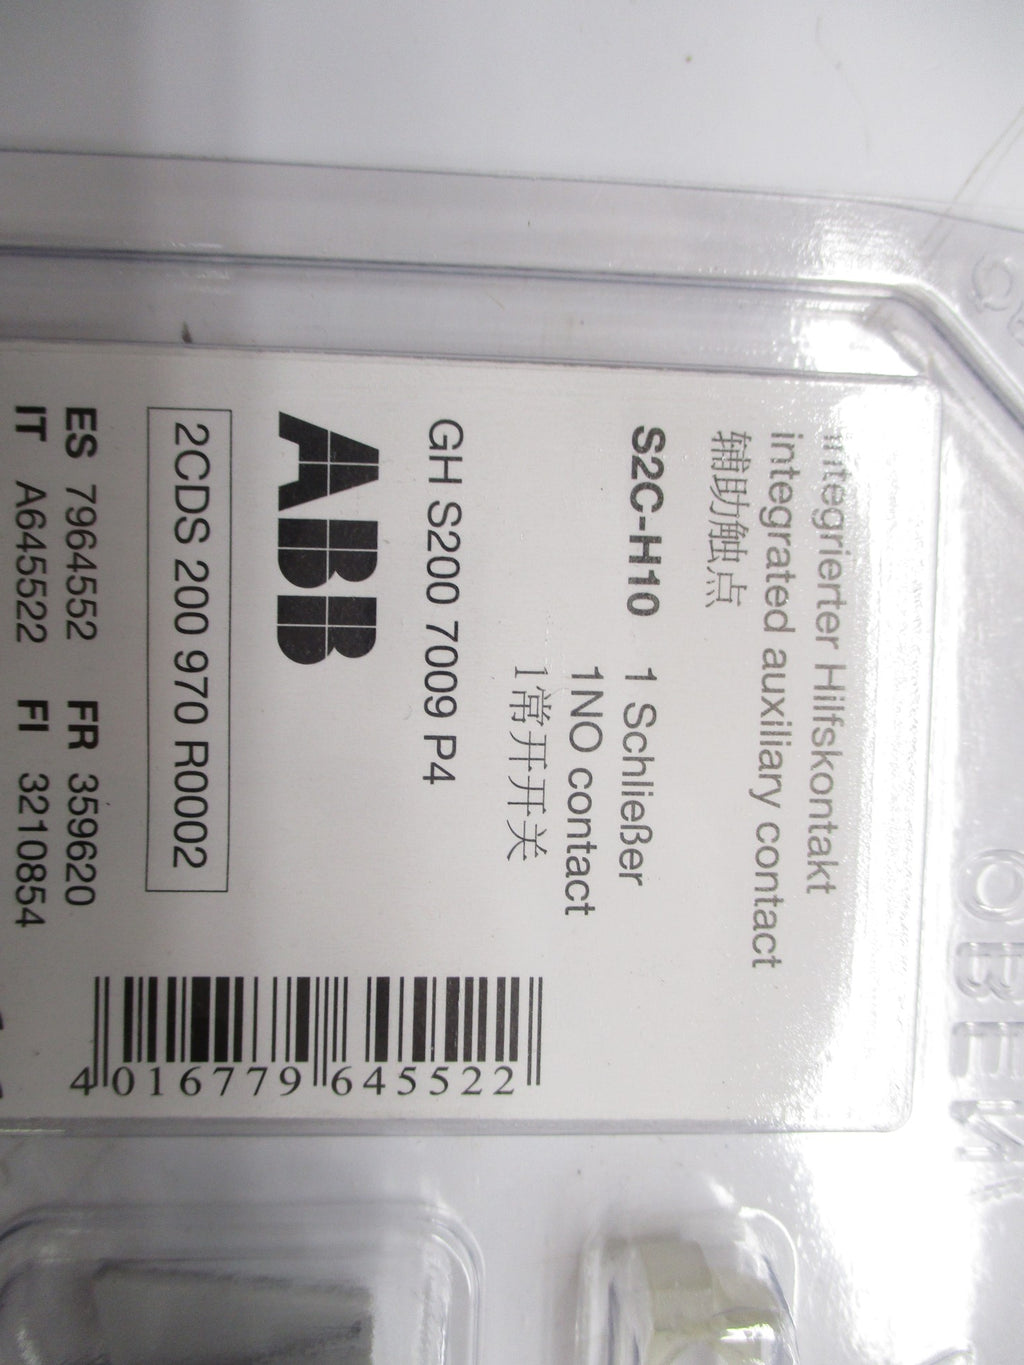 integrierter Hilfskontakt
integrated auxiliary contact
辅助触点
S2C-H10 1 Schließer
1NO contact
1常开开关
GH S200 7009 P4
ABB
2CDS 200 970 R0002
ES 7964552 FR 359620
IT A645522 FI 3210854
4 016779 645522
OBEN